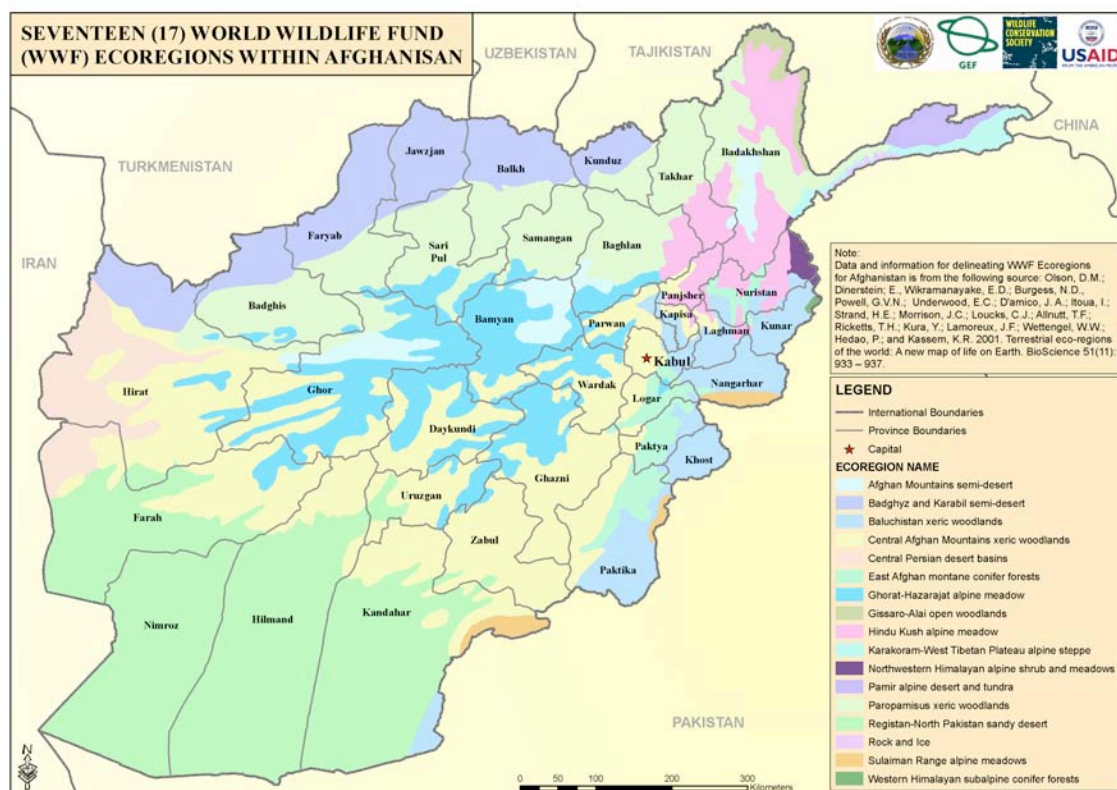 SEVENTEEN (17) WORLD WILDLIFE FUND
(WWF) ECOREGIONS WITHIN AFGHANISAN
UZBEKISTAN
TAJIKISTAN
GEF
WILDLIFE
CONSERVATION
SOCIETY
USAID
FROM THE AMERICAN PEOPLE
CHINA
TURKMENISTAN
IRAN
PAKISTAN
Jawzjan
Balkh
Kunduz
Badakhshan
Takhar
Faryab
Sari
Pul
Samangan
Baghlan
Badghis
Bamyan
Panjsher
Nuristan
Kapisa
Parwan
Laghman
Kunar
Kabul
Hirat
Ghor
Wardak
Nangarhar
Logar
Daykundi
Paktya
Khost
Ghazni
Uruzgan
Farah
Zabul
Paktika
Kandahar
Nimroz
Hilmand
Note:
Data and information for delineating WWF Ecoregions
for Afghanistan is from the following source: Olson, D.M.;
Dinerstein; E., Wikramanayake, E.D.; Burgess, N.D.,
Powell, G.V.N.; Underwood, E.C.; D'amico, J. A.; Itoua, I.;
Strand, H.E.; Morrison, J.C.; Loucks, C.J.; Allnutt, T.F.;
Ricketts, T.H.; Kura, Y.; Lamoreux, J.F.; Wettengel, W.W.;
Hedao, P.; and Kassem, K.R. 2001. Terrestrial eco-regions
of the world: A new map of life on Earth. BioScience 51(11):
933 – 937.
LEGEND
International Boundaries
Province Boundaries
Capital
ECOREGION NAME
Afghan Mountains semi-desert
Badghyz and Karabil semi-desert
Baluchistan xeric woodlands
Central Afghan Mountains xeric woodlands
Central Persian desert basins
East Afghan montane conifer forests
Ghorat-Hazarajat alpine meadow
Gissaro-Alai open woodlands
Hindu Kush alpine meadow
Karakoram-West Tibetan Plateau alpine steppe
Northwestern Himalayan alpine shrub and meadows
Pamir alpine desert and tundra
Paropamisus xeric woodlands
Registan-North Pakistan sandy desert
Rock and Ice
Sulaiman Range alpine meadows
Western Himalayan subalpine conifer forests
N
0 50 100 200 300
Kilometers